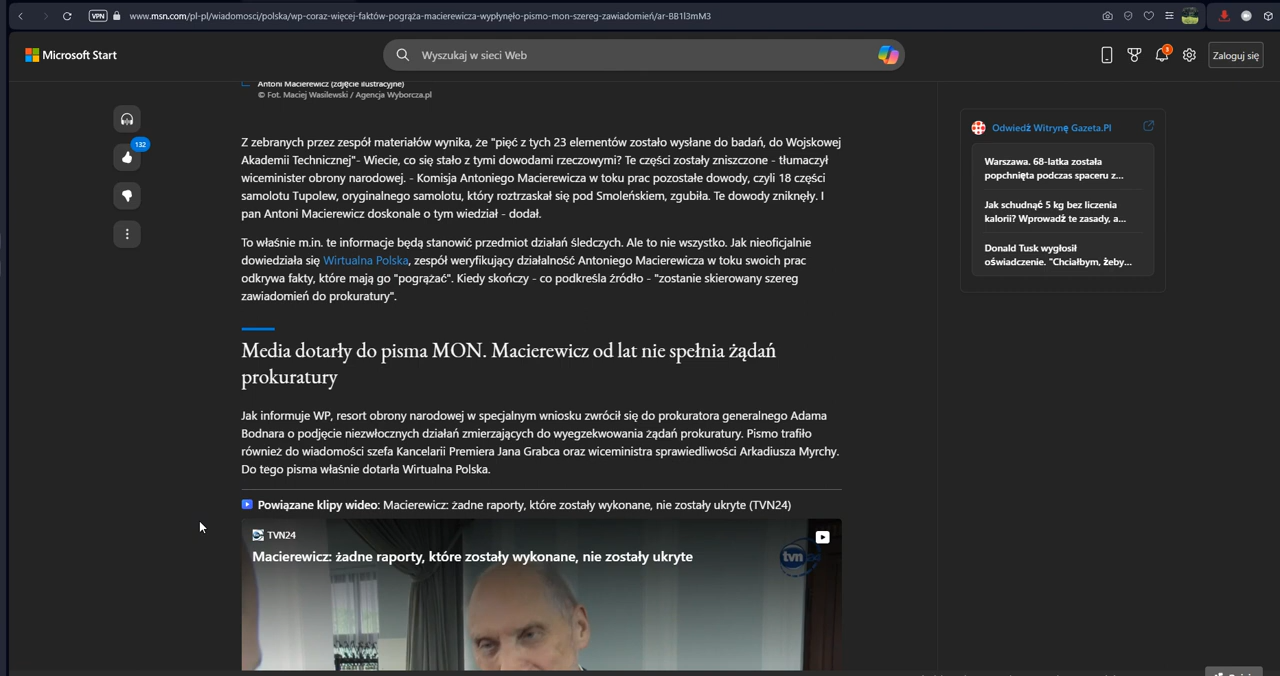 VPN
www.msn.com/pl-pl/wiadomosci/polska/wp-coraz-więcej-faktów-pogrąża-macierewicza-wypłynęło-pismo-mon-szereg-zawiadomień/ar-BB1l3mM3
Microsoft Start
Wyszukaj w sieci Web
3
Zaloguj się
Antoni Macierewicz (zdjęcie ilustracyjne)
© Fot. Maciej Wasilewski / Agencja Wyborcza.pl
132
Z zebranych przez zespół materiałów wynika, że "pięć z tych 23 elementów zostało wysłane do badań, do Wojskowej
Akademii Technicznej"- Wiecie, co się stało z tymi dowodami rzeczowymi? Te części zostały zniszczone - tłumaczył
wiceminister obrony narodowej. - Komisja Antoniego Macierewicza w toku prac pozostałe dowody, czyli 18 części
samolotu Tupolew, oryginalnego samolotu, który roztrzaskał się pod Smoleńskiem, zgubiła. Te dowody zniknęły. I
pan Antoni Macierewicz doskonale o tym wiedział - dodał.
To właśnie m.in. te informacje będą stanowić przedmiot działań śledczych. Ale to nie wszystko. Jak nieoficjalnie
dowiedziała się Wirtualna Polska, zespół weryfikujący działalność Antoniego Macierewicza w toku swoich prac
odkrywa fakty, które mają go "pogrążać". Kiedy skończy - co podkreśla źródło - "zostanie skierowany szereg
zawiadomień do prokuratury".
Media dotarły do pisma MON. Macierewicz od lat nie spełnia żądań
prokuratury
Jak informuje WP, resort obrony narodowej w specjalnym wniosku zwrócił się do prokuratora generalnego Adama
Bodnara o podjęcie niezwłocznych działań zmierzających do wyegzekwowania żądań prokuratury. Pismo trafiło
również do wiadomości szefa Kancelarii Premiera Jana Grabca oraz wiceministra sprawiedliwości Arkadiusza Myrchy.
Do tego pisma właśnie dotarła Wirtualna Polska.
Powiązane klipy wideo: Macierewicz: żadne raporty, które zostały wykonane, nie zostały ukryte (TVN24)
TVN24
Macierewicz: żadne raporty, które zostały wykonane, nie zostały ukryte
tvn 24
Odwiedź Witrynę Gazeta.Pl
Warszawa. 68-latka została
popchnięta podczas spaceru z...
Jak schudnąć 5 kg bez liczenia
kalorii? Wprowadź te zasady, a...
Donald Tusk wygłosił
oświadczenie. "Chciałbym, żeby...